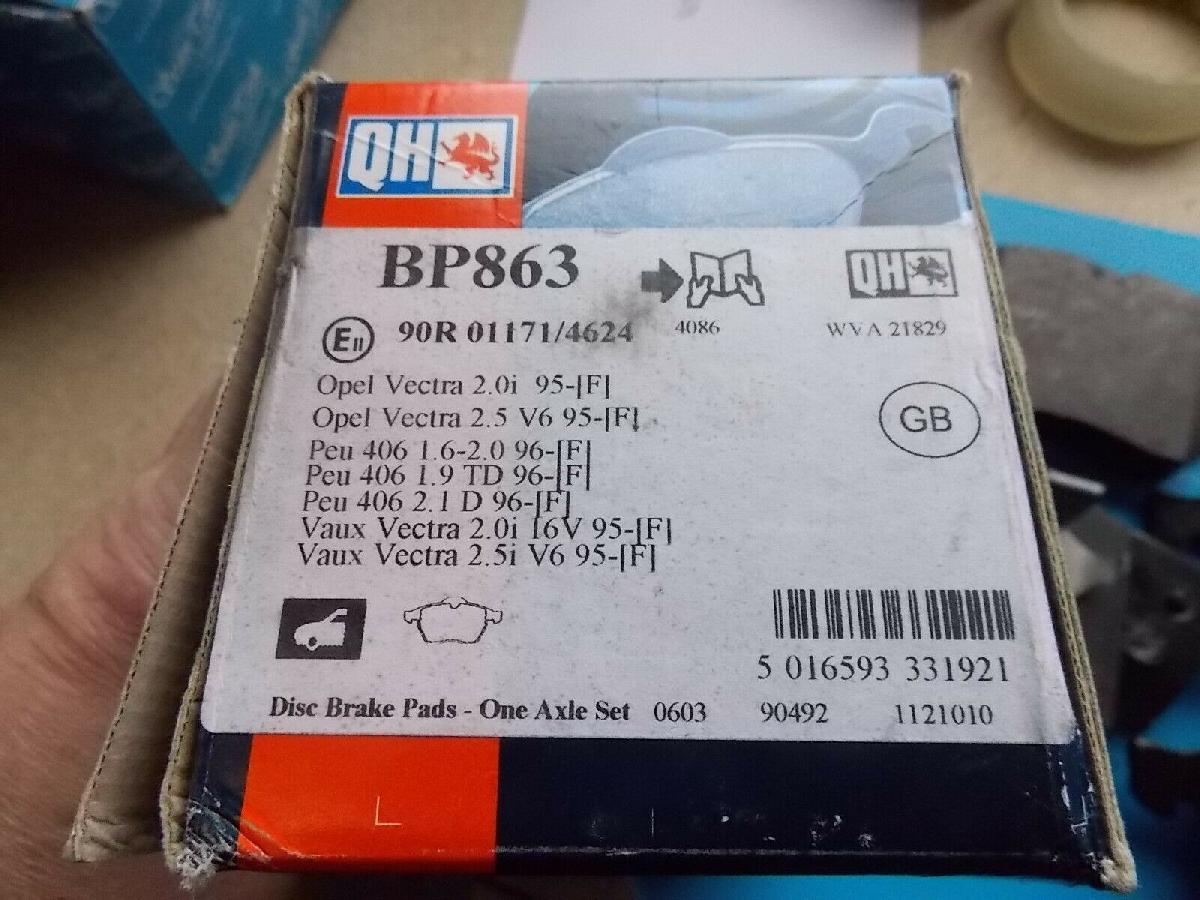 QH
BP863
QH
E11 90R 01171/4624 4086 WVA 21829
Opel Vectra 2.0i 95-[F]
Opel Vectra 2.5 V6 95-[F]
GB
Peu 406 1.6-2.0 96-[F]
Peu 406 1.9 TD 96-[F]
Peu 406 2.1 D 96-[F]
Vaux Vectra 2.0i 16V 95-[F]
Vaux Vectra 2.5i V6 95-[F]
5 016593 331921
Disc Brake Pads - One Axle Set 0603 90492 1121010